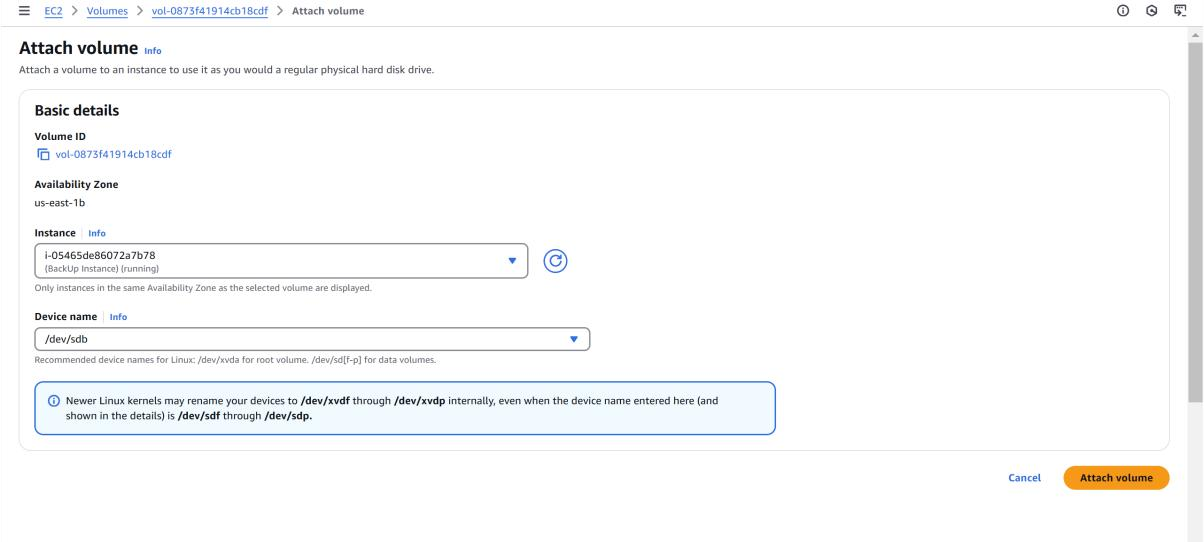 EC2 > Volumes > vol-0873f41914cb18cdf > Attach volume
Attach volume Info
Attach a volume to an instance to use it as you would a regular physical hard disk drive.
Basic details
Volume ID
vol-0873f41914cb18cdf
Availability Zone
us-east-1b
Instance | Info
i-05465de86072a7b78
(BackUp Instance) (running)
Only instances in the same Availability Zone as the selected volume are displayed.
Device name | Info
/dev/sdb
Recommended device names for Linux: /dev/xvda for root volume. /dev/sd[f-p] for data volumes.
Newer Linux kernels may rename your devices to /dev/xvdf through /dev/xvdp internally, even when the device name entered here (and
shown in the details) is /dev/sdf through /dev/sdp.
Cancel Attach volume